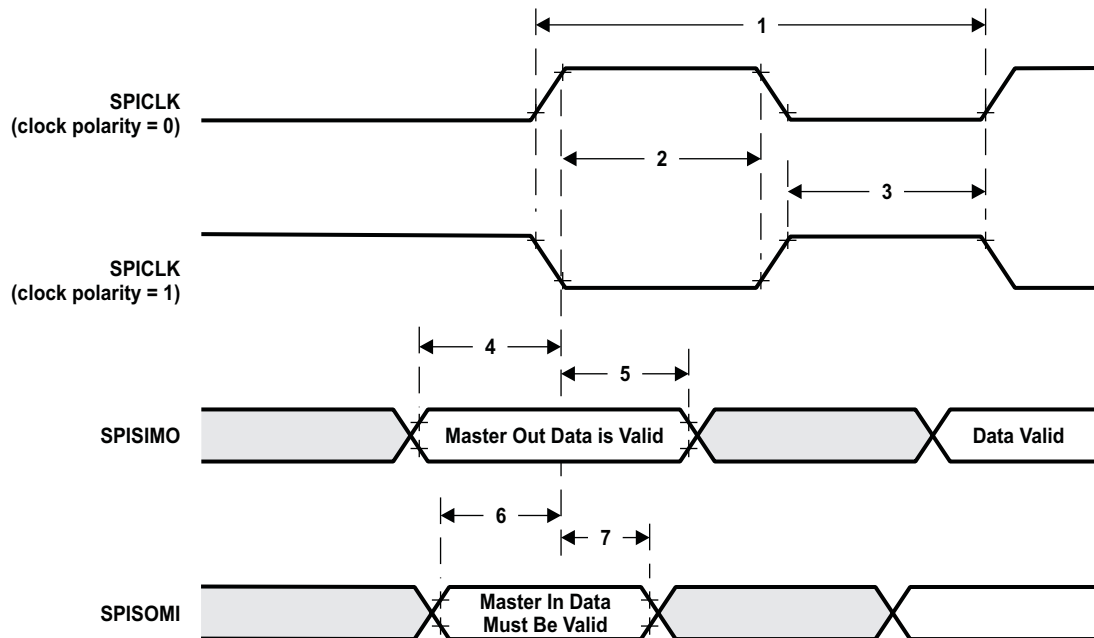 1
SPICLK
(clock polarity = 0)
2
3
SPICLK
(clock polarity = 1)
4
5
SPISIMO
Master Out Data is Valid
Data Valid
6
7
SPISOMI
Master In Data
Must Be Valid